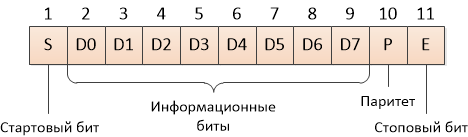 1 2 3 4 5 6 7 8 9 10 11
S D0 D1 D2 D3 D4 D5 D6 D7 P E
Информационные
биты
Паритет
Стартовый бит
Стоповый бит